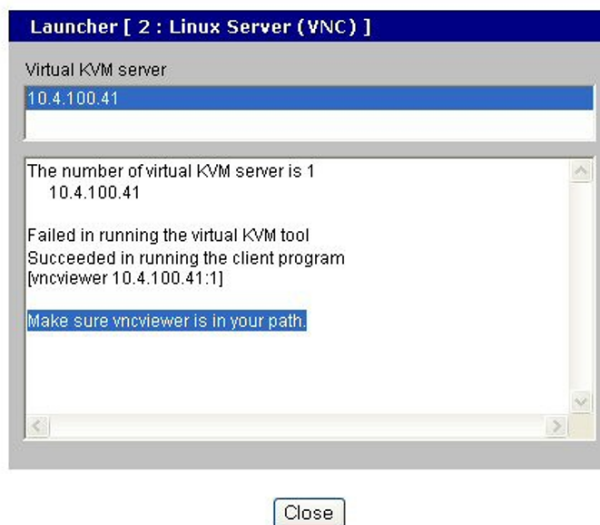 Launcher [ 2 : Linux Server (VNC) ]
Virtual KVM server
10.4.100.41
The number of virtual KVM server is 1
10.4.100.41
Failed in running the virtual KVM tool
Succeeded in running the client program
[vncviewer 10.4.100.41:1]
Make sure vncviewer is in your path.
Close